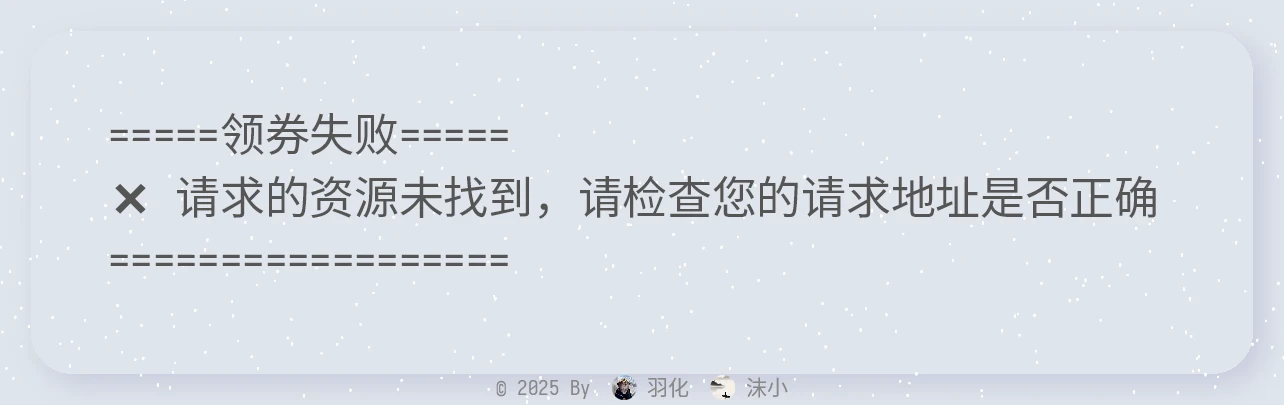 =====领券失败=====
❌ 请求的资源未找到，请检查您的请求地址是否正确
==================
© 2025 By 羽化 沫小